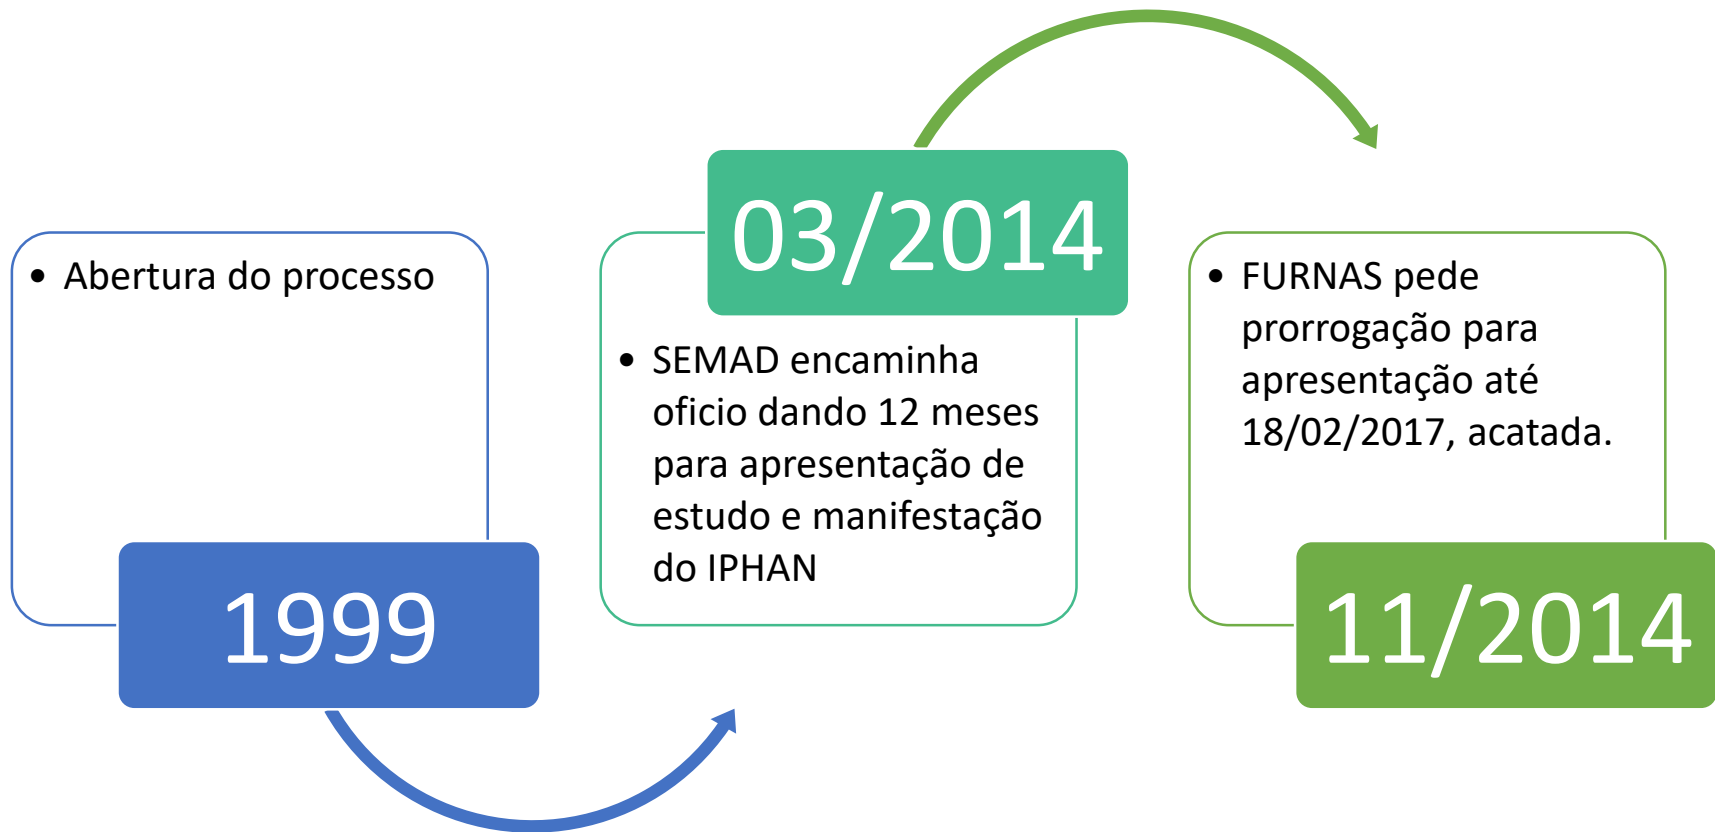 • Abertura do processo
1999
03/2014
• SEMAD encaminha
oficio dando 12 meses
para apresentação de
estudo e manifestação
do IPHAN
• FURNAS pede
prorrogação para
apresentação até
18/02/2017, acatada.
11/2014